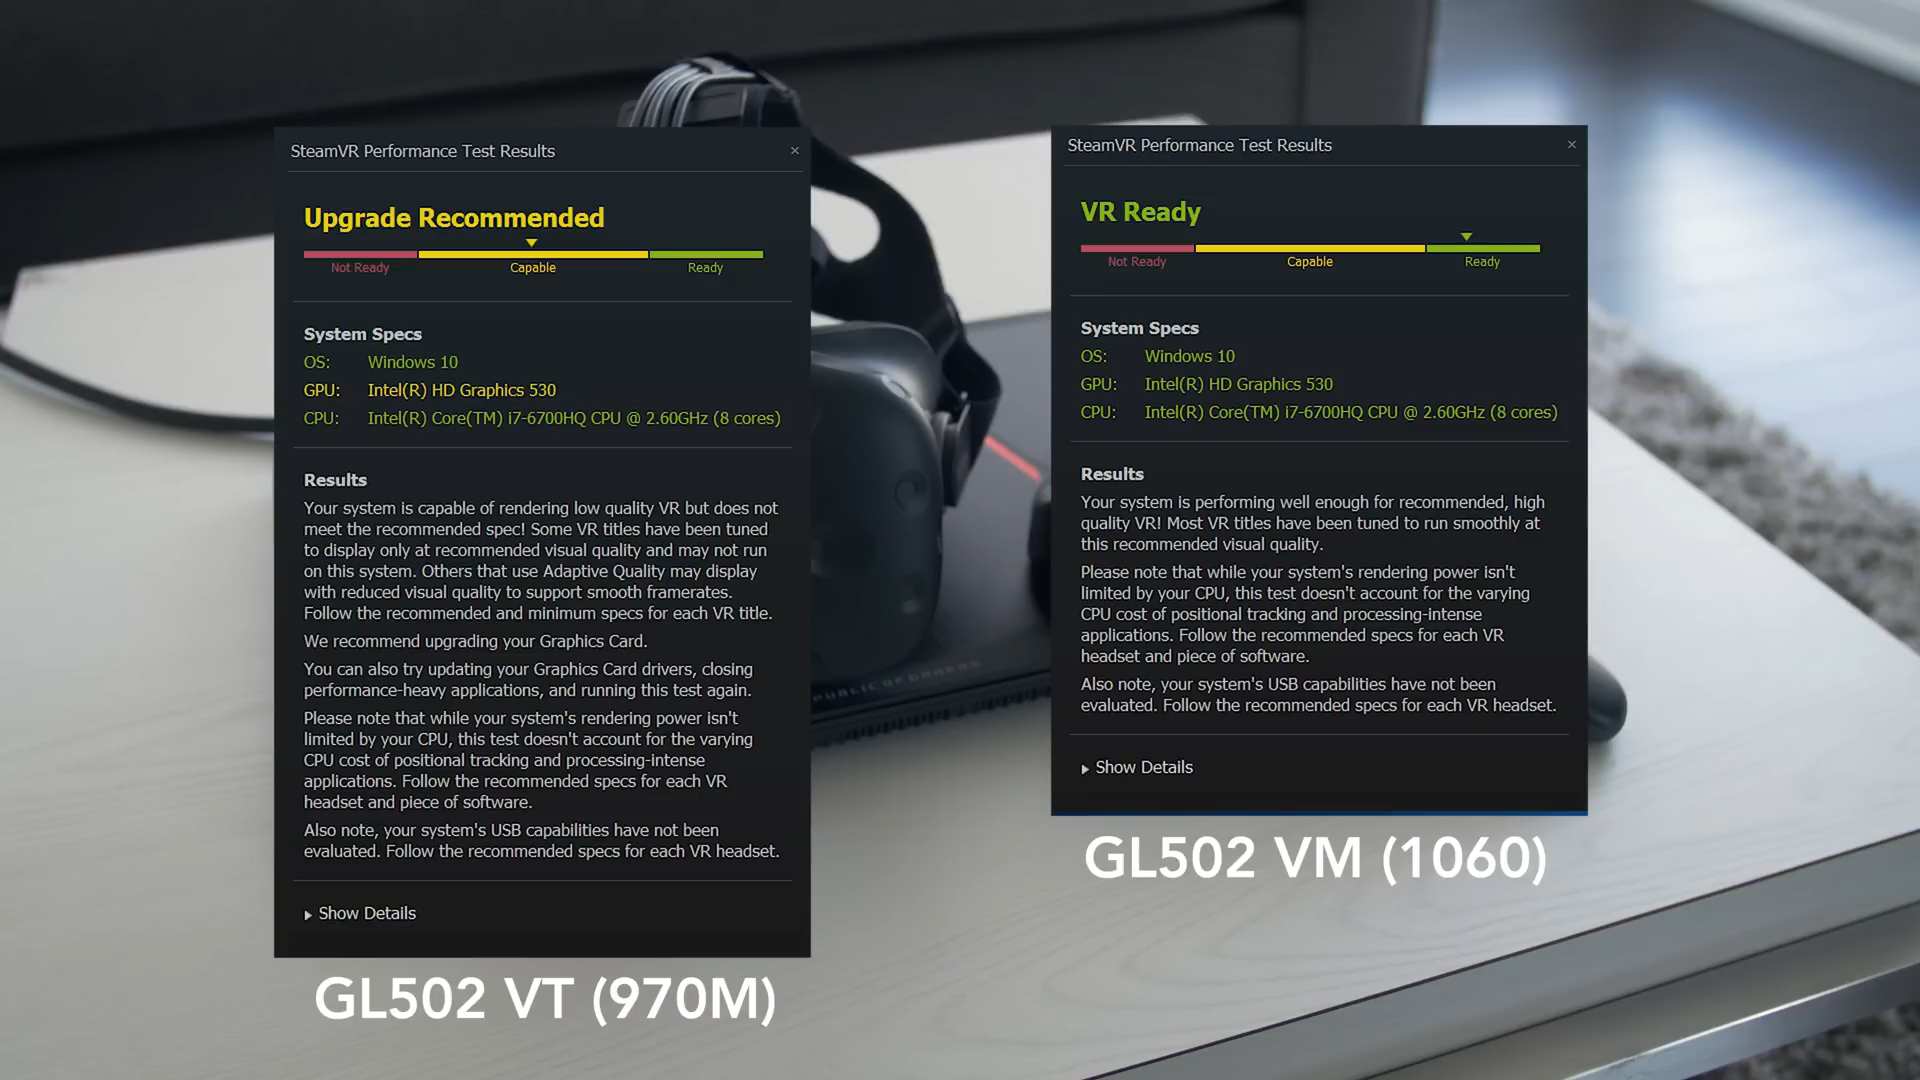 SteamVR Performance Test Results
Upgrade Recommended
Not Ready
Capable
Ready
System Specs
OS: Windows 10
GPU: Intel(R) HD Graphics 530
CPU: Intel(R) Core(TM) i7-6700HQ CPU @ 2.60GHz (8 cores)
Results
Your system is capable of rendering low quality VR but does not
meet the recommended spec! Some VR titles have been tuned
to display only at recommended visual quality and may not run
on this system. Others that use Adaptive Quality may display
with reduced visual quality to support smooth framerates.
Follow the recommended and minimum specs for each VR title.
We recommend upgrading your Graphics Card.
You can also try updating your Graphics Card drivers, closing
performance-heavy applications, and running this test again.
Please note that while your system's rendering power isn't
limited by your CPU, this test doesn't account for the varying
CPU cost of positional tracking and processing-intense
applications. Follow the recommended specs for each VR
headset and piece of software.
Also note, your system's USB capabilities have not been
evaluated. Follow the recommended specs for each VR headset.
Show Details
GL502 VT (970M)
SteamVR Performance Test Results
VR Ready
Not Ready
Capable
Ready
System Specs
OS: Windows 10
GPU: Intel(R) HD Graphics 530
CPU: Intel(R) Core(TM) i7-6700HQ CPU @ 2.60GHz (8 cores)
Results
Your system is performing well enough for recommended, high
quality VR! Most VR titles have been tuned to run smoothly at
this recommended visual quality.
Please note that while your system's rendering power isn't
limited by your CPU, this test doesn't account for the varying
CPU cost of positional tracking and processing-intense
applications. Follow the recommended specs for each VR
headset and piece of software.
Also note, your system's USB capabilities have not been
evaluated. Follow the recommended specs for each VR headset.
Show Details
GL502 VM (1060)
PUBLIC OF GAMERS